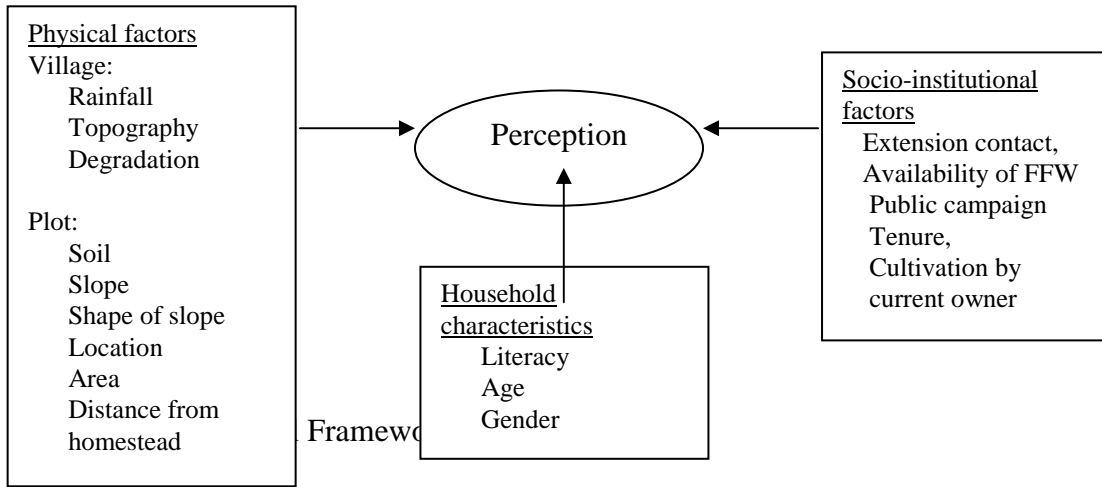 Physical factors
Village:
Rainfall
Topography
Degradation
Plot:
Soil
Slope
Shape of slope
Location
Area
Distance from
homestead
Perception
Household
characteristics
Literacy
Age
Gender
Socio-institutional
factors
Extension contact,
Availability of FFW
Public campaign
Tenure,
Cultivation by
current owner